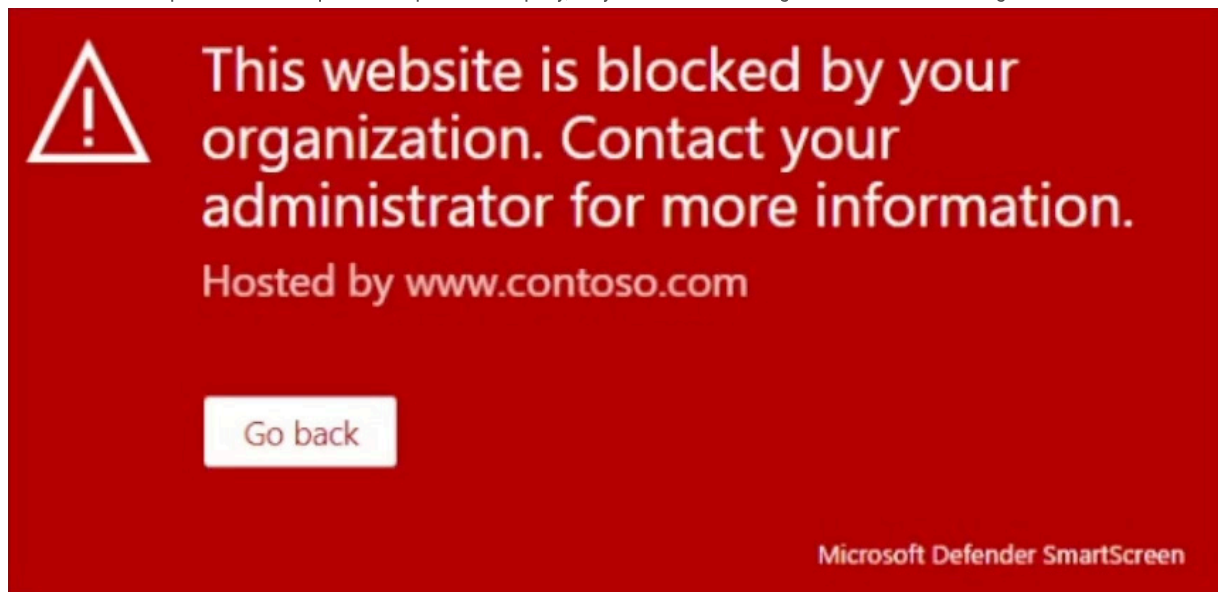 This website is blocked by your
organization. Contact your
administrator for more information.
Hosted by www.contoso.com
Go back
Microsoft Defender SmartScreen